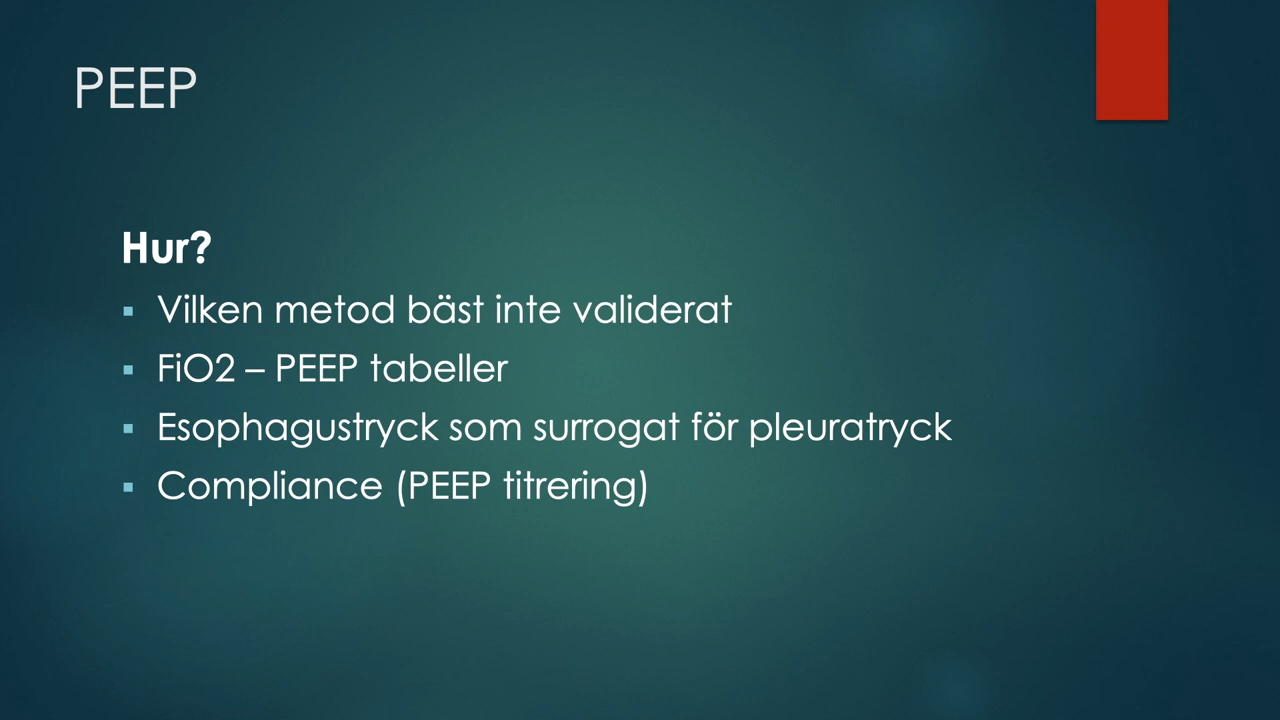 PEEP
Hur?
Vilken metod bäst inte validerat
FiO2 – PEEP tabeller
Esophagustryck som surrogat för pleuratryck
Compliance (PEEP titrering)